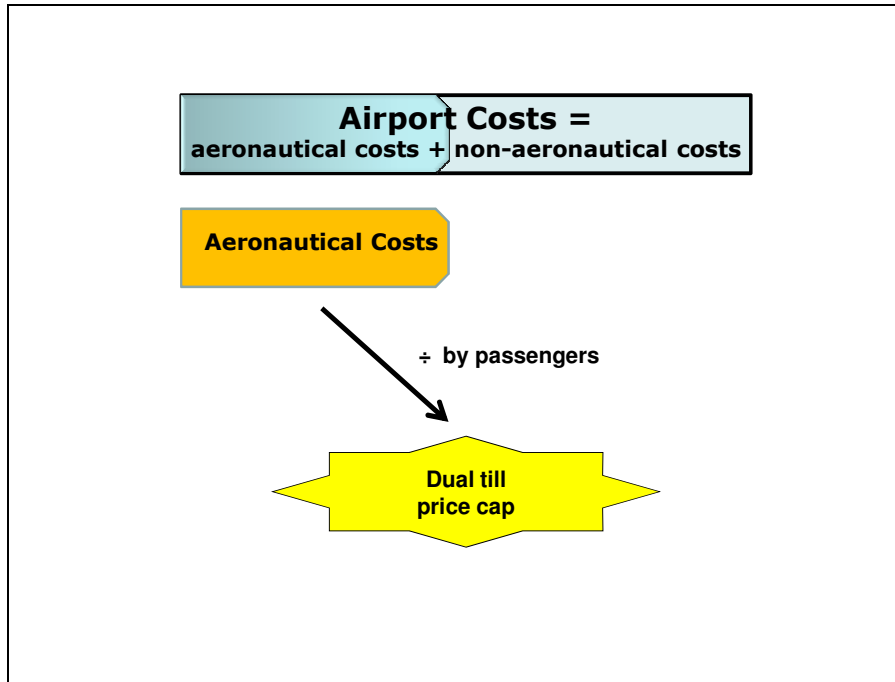 Airport Costs =
aeronautical costs + non-aeronautical costs
Aeronautical Costs
÷ by passengers
Dual till
price cap